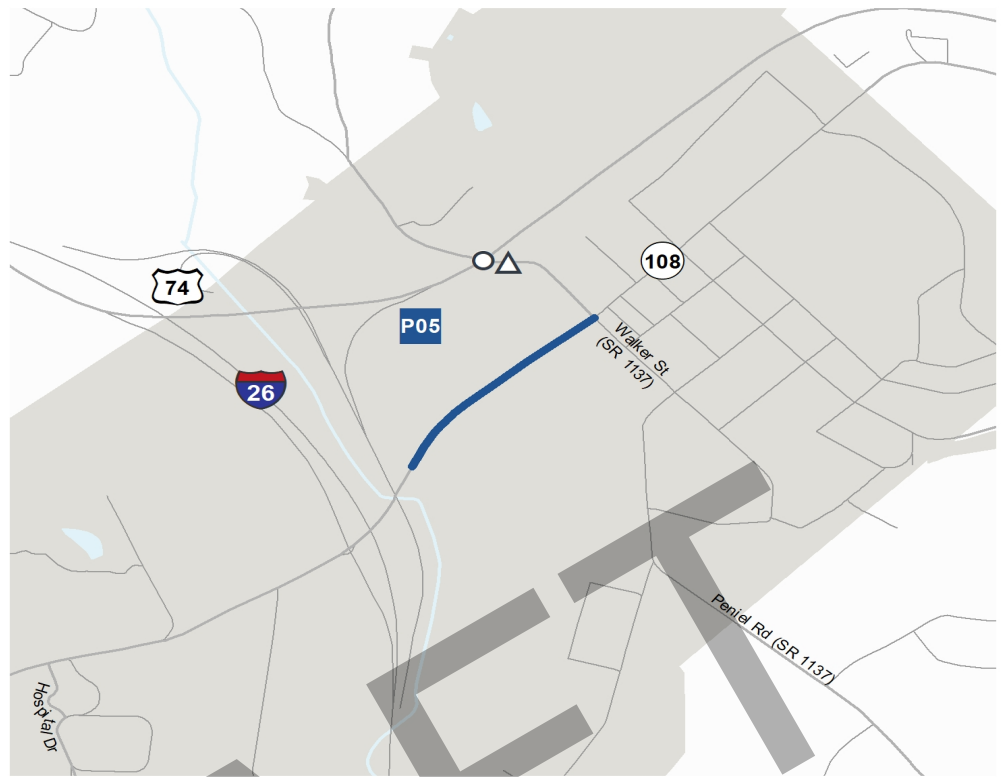 108
74
P05
Walker St
(SR 1137)
26
Peniel Rd (SR 1137)
Hospital Dr